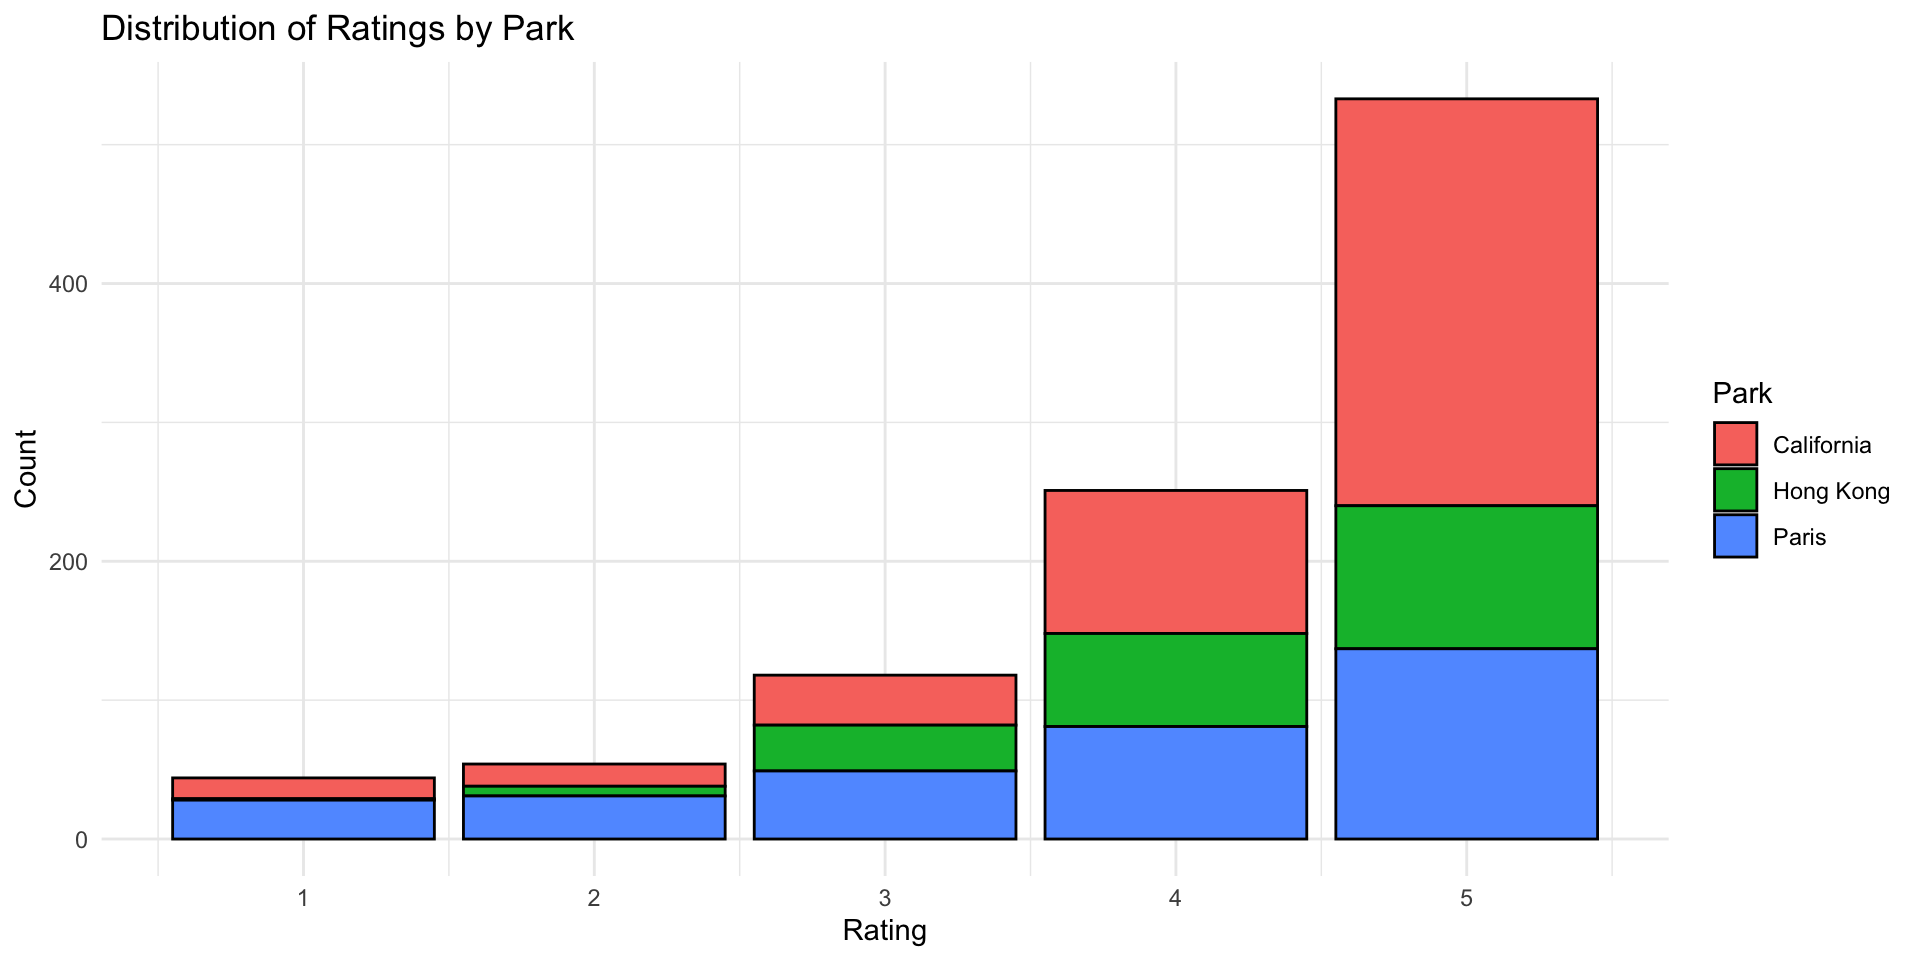 Distribution of Ratings by Park
Count
400
200
0
1 2 3 4 5
Rating
Park
California
Hong Kong
Paris